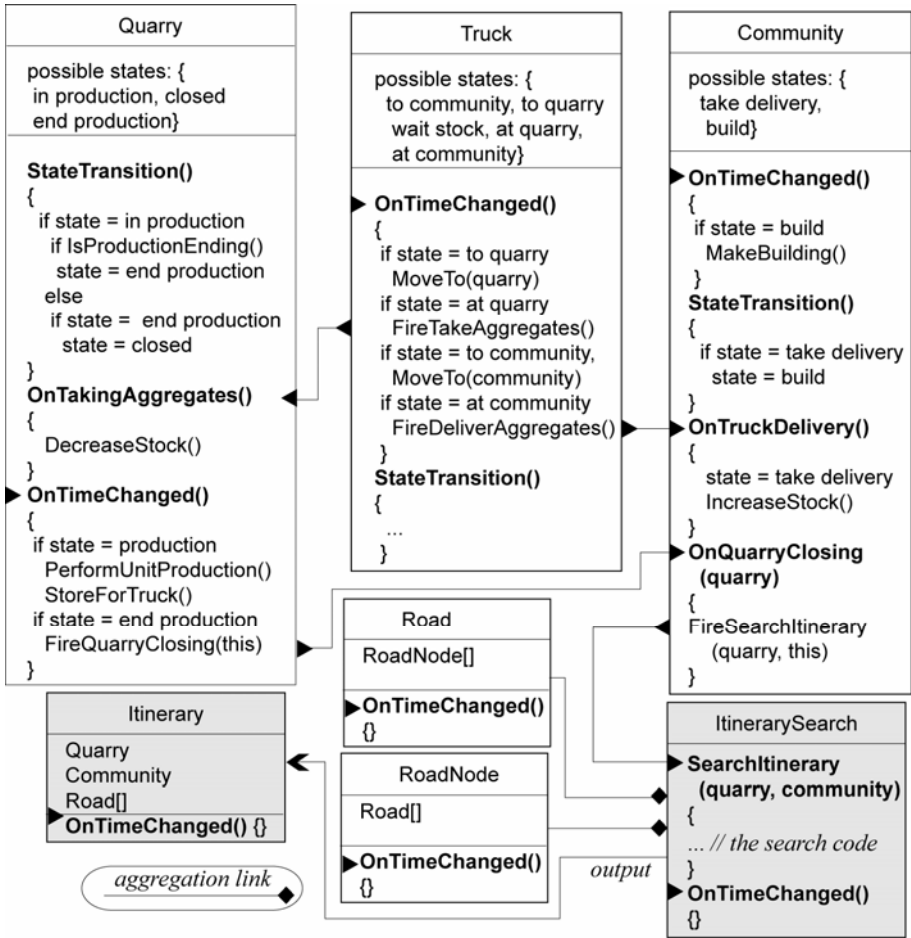 Quarry
possible states: {
in production, closed
end production}
StateTransition()
{
if state = in production
if IsProductionEnding()
state = end production
else
if state = end production
state = closed
}
OnTakingAggregates()
{
DecreaseStock()
}
OnTimeChanged()
{
if state = production
PerformUnitProduction()
StoreForTruck()
if state = end production
FireQuarryClosing(this)
}
Truck
possible states: {
to community, to quarry
wait stock, at quarry,
at community}
OnTimeChanged()
{
if state = to quarry
MoveTo(quarry)
if state = at quarry
FireTakeAggregates()
if state = to community,
MoveTo(community)
if state = at community
FireDeliverAggregates()
}
StateTransition()
{
...
}
Community
possible states: {
take delivery,
build}
OnTimeChanged()
{
if state = build
MakeBuilding()
}
StateTransition()
{
if state = take delivery
state = build
}
OnTruckDelivery()
{
state = take delivery
IncreaseStock()
}
OnQuarryClosing
(quarry)
{
FireSearchItinerary
(quarry, this)
}
Road
RoadNode[]
OnTimeChanged()
{}
Itinerary
Quarry
Community
Road[]
OnTimeChanged() {}
RoadNode
Road[]
OnTimeChanged()
{}
ItinerarySearch
SearchItinerary
(quarry, community)
{
... // the search code
}
OnTimeChanged()
{}
aggregation link
output